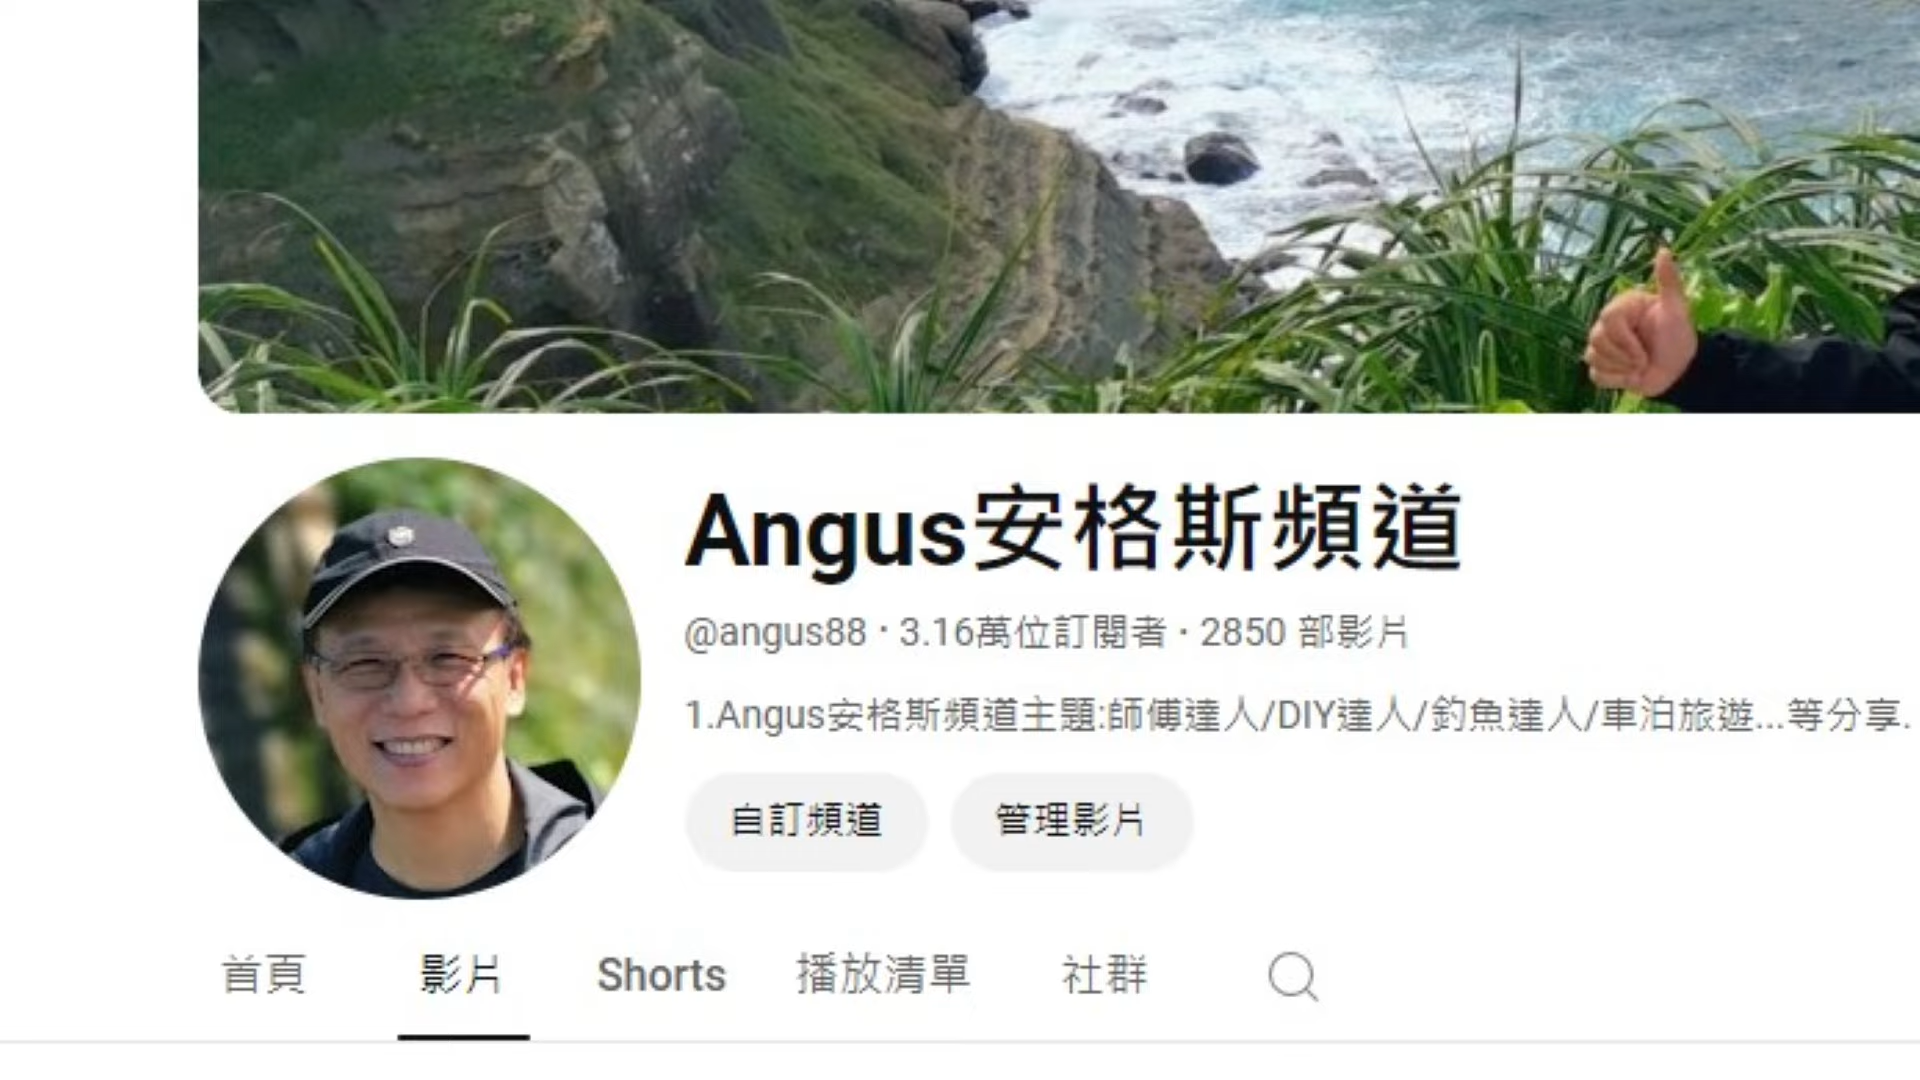 Angus安格斯頻道
@angus88 · 3.16萬位訂閱者 · 2850 部影片
1.Angus安格斯頻道主題:師傅達人/DIY達人/釣魚達人/車泊旅遊...等分享.
自訂頻道 管理影片
首頁 影片 Shorts 播放清單 社群